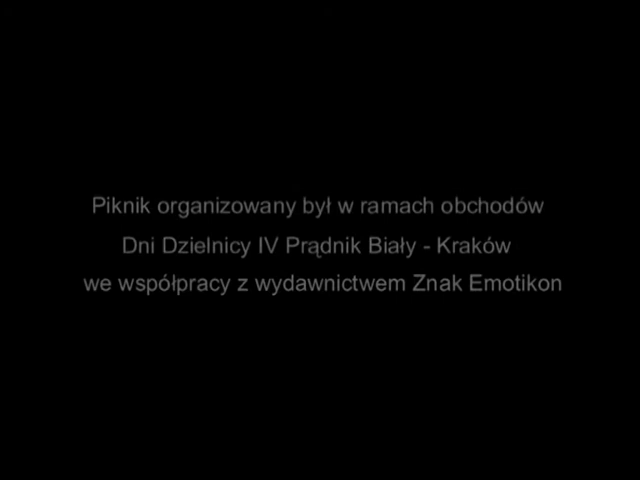 Piknik organizowany był w ramach obchodów
Dni Dzielnicy IV Prądnik Biały - Kraków
we współpracy z wydawnictwem Znak Emotikon